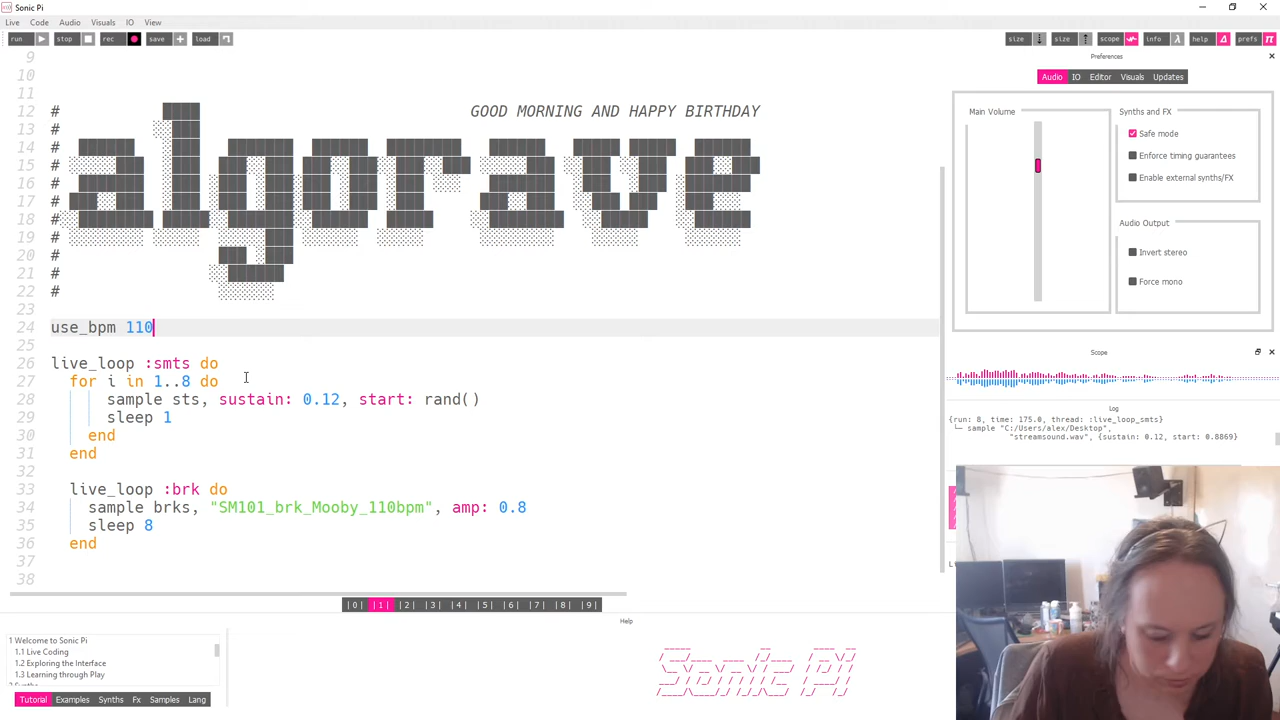 Sonic Pi
Live Code Audio Visuals IO View
run stop rec save load size size scope info help prefs
Preferences
Audio IO Editor Visuals Updates
Main Volume
Synths and FX
Safe mode
Enforce timing guarantees
Enable external synths/FX
Audio Output
Invert stereo
Force mono
9
10
11
12 # GOOD MORNING AND HAPPY BIRTHDAY
13 #
14 #
15 #
16 #
17 #
18 #
19 #
20 #
21 #
22 #
23
24 use_bpm 110
25
26 live_loop :smts do
27 for i in 1..8 do
28 sample sts, sustain: 0.12, start: rand()
29 sleep 1
30 end
31 end
32
33 live_loop :brk do
34 sample brks, "SM101_brk_Mooby_110bpm", amp: 0.8
35 sleep 8
36 end
37
38
Scope
Log
{run: 8, time: 175.0, thread: :live_loop_smts}
└─ sample "C:/Users/alex/Desktop",
"streamsound.wav", {sustain: 0.12, start: 0.8869}
|0| |1| |2| |3| |4| |5| |6| |7| |8| |9|
Help
1 Welcome to Sonic Pi
1.1 Live Coding
1.2 Exploring the Interface
1.3 Learning through Play
Tutorial Examples Synths Fx Samples Lang
Sonic Pi